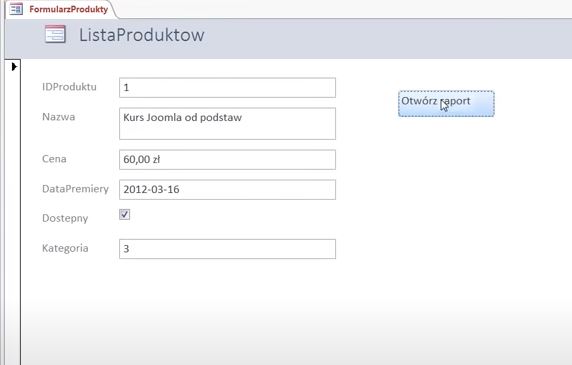 FormularzProdukty
ListaProduktow
IDProduktu 1
Otwórz raport
Nazwa Kurs Joomla od podstaw
Cena 60,00 zł
DataPremiery 2012-03-16
Dostepny
Kategoria 3